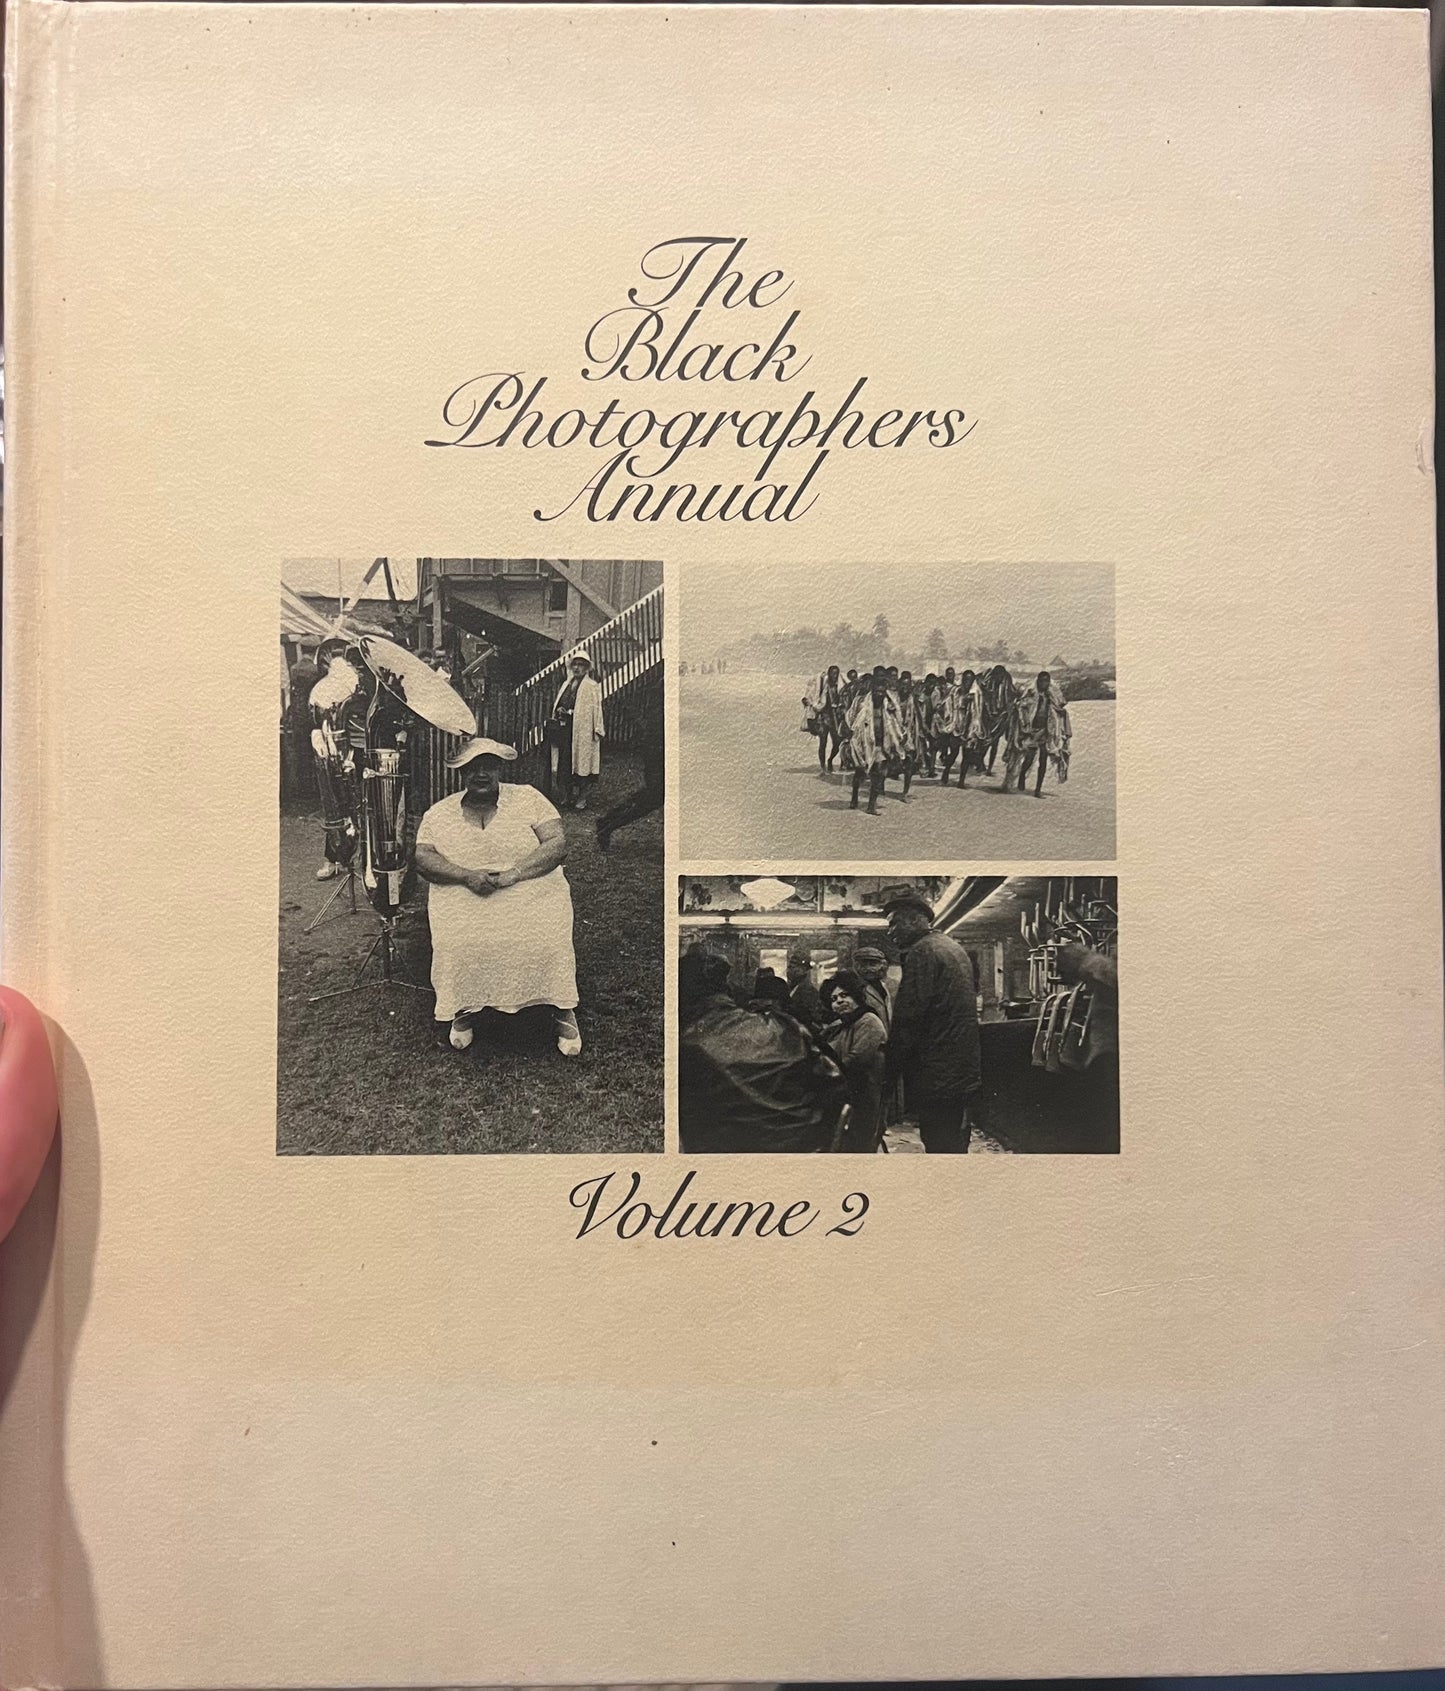 The
Black
Photographers
Annual
Volume 2